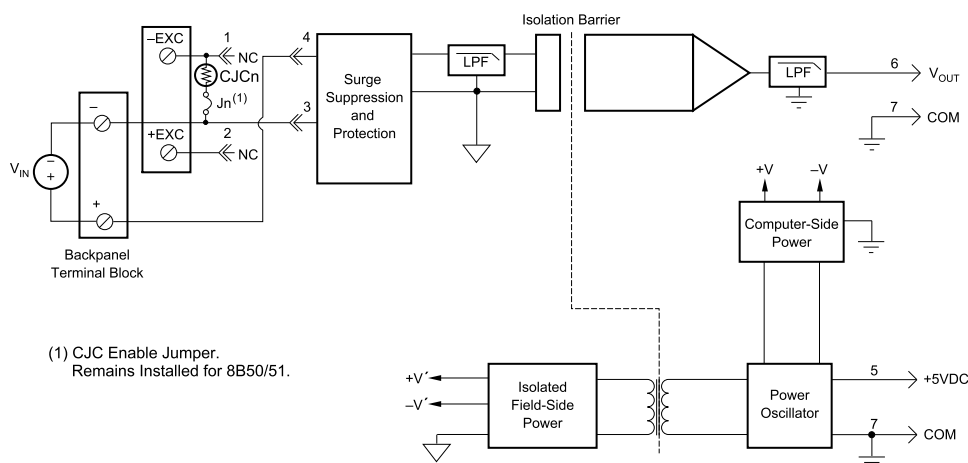 Isolation Barrier
–EXC
1
NC
CJCn
Jn(1)
4
3
+EXC
2
NC
–
+
VIN
–
+
Backpanel
Terminal Block
Surge
Suppression
and
Protection
LPF
LPF
6
VOUT
7
COM
+V
–V
Computer-Side
Power
(1) CJC Enable Jumper.
Remains Installed for 8B50/51.
+V´
–V´
Isolated
Field-Side
Power
Power
Oscillator
5
+5VDC
7
COM